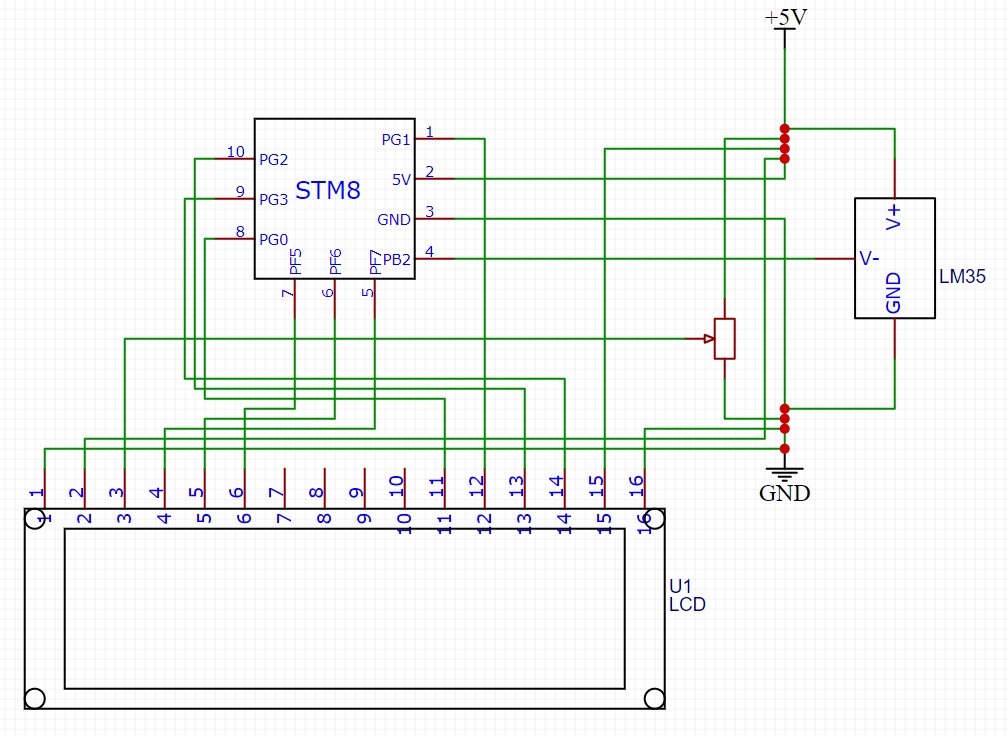 +5V
1
PG1
10
PG2
2
5V
STM8
9
PG3
3
GND
8
PG0
4
PB2
PF5
PF6
PF7
7
6
5
V+
V-
GND
LM35
GND
1 2 3 4 5 6 7 8 9 10 11 12 13 14 15 16
1 2 3 4 5 6 7 8 9 10 11 12 13 14 15 16
U1
LCD